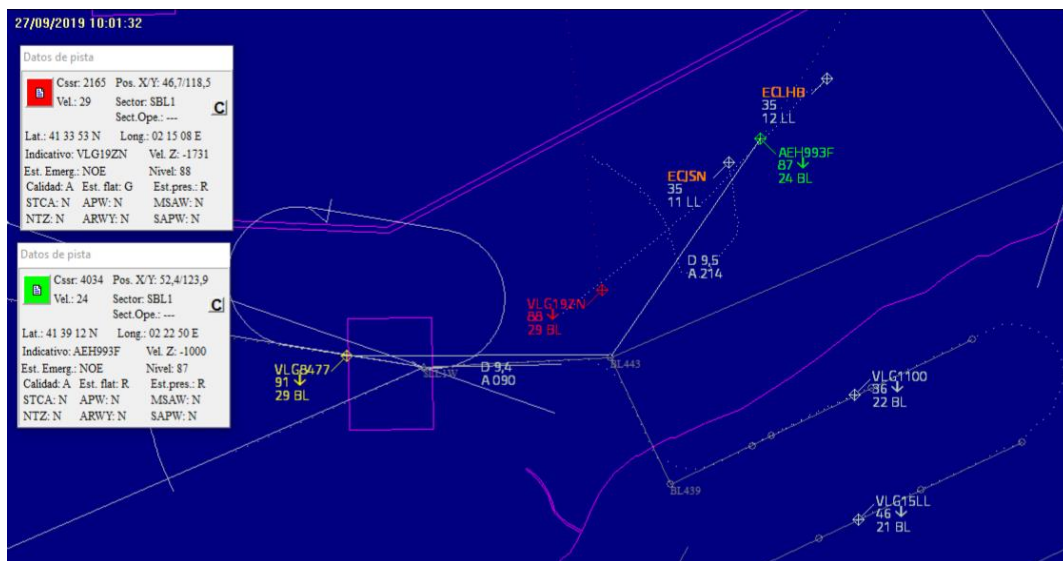 27/09/2019 10:01:32
Datos de pista
Cssr: 2165 Pos. X/Y: 46,7/118,5
Vel.: 29 Sector: SBL1
Sect.Ope.: --- C
Lat.: 41 33 53 N Long.: 02 15 08 E
Indicativo: VLG19ZN Vel. Z: -1731
Est. Emerg.: NOE Nivel: 88
Calidad: A Est. flat: G Est.pres.: R
STCA: N APW: N MSAW: N
NTZ: N ARWY: N SAPW: N
Datos de pista
Cssr: 4034 Pos. X/Y: 52,4/123,9
Vel.: 24 Sector: SBL1
Sect.Ope.: --- C
Lat.: 41 39 12 N Long.: 02 22 50 E
Indicativo: AEH993F Vel. Z: -1000
Est. Emerg.: NOE Nivel: 87
Calidad: A Est. flat: R Est.pres.: R
STCA: N APW: N MSAW: N
NTZ: N ARWY: N SAPW: N
ECLHB
35
12 LL
AEH993F
87 ↓
24 BL
ECJSN
35
11 LL
D 9,5
A 214
VLG19ZN
88 ↓
29 BL
BL443
VLG8477
91 ↓
29 BL
D 9,4
A 090
VLG1100
36 ↓
22 BL
BL439
VLG15LL
46 ↓
21 BL